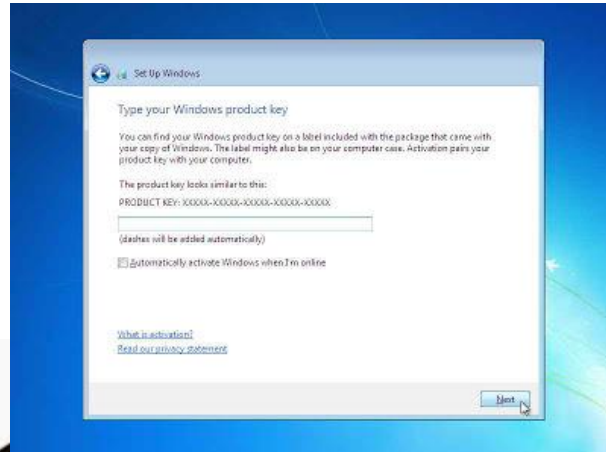 Set Up Windows
Type your Windows product key
You can find your Windows product key on a label included with the package that came with
your copy of Windows. The label might also be on your computer case. Activation pairs your
product key with your computer.
The product key looks similar to this:
PRODUCT KEY: XXXXX-XXXXX-XXXXX-XXXXX-XXXXX
(dashes will be added automatically)
Automatically activate Windows when I'm online
What is activation?
Read our privacy statement
Next